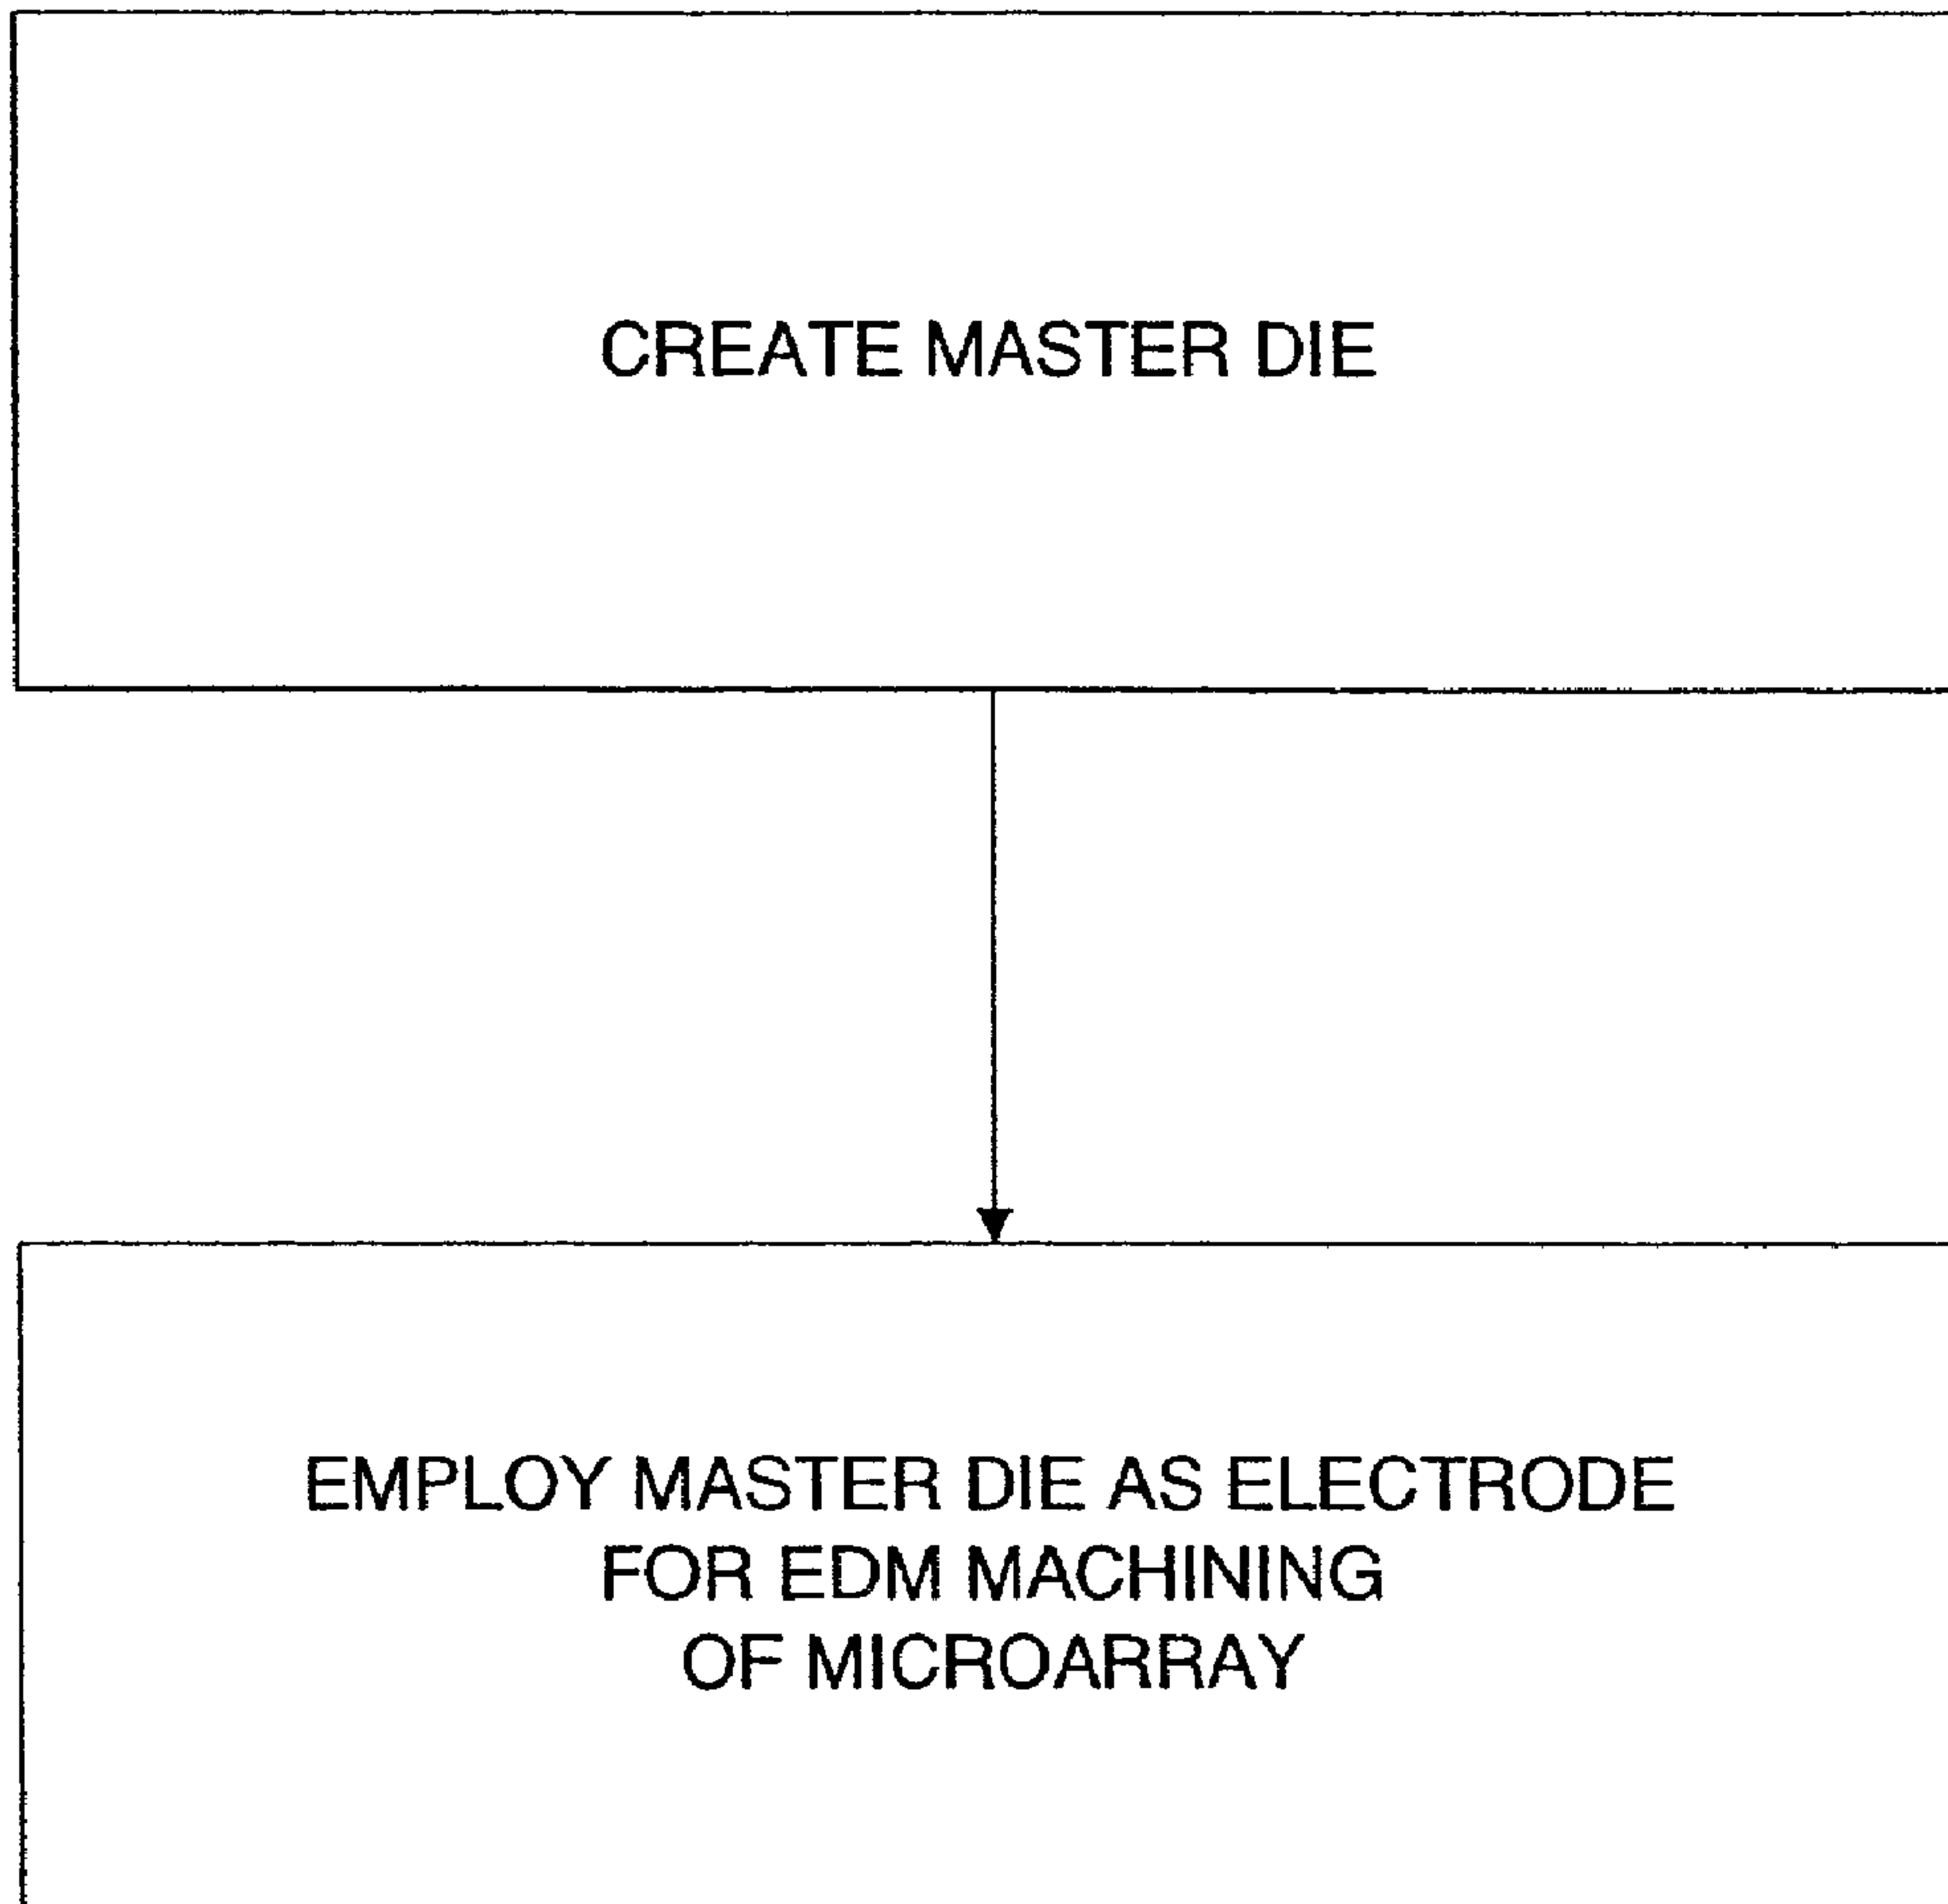 CREATE MASTER DIE
EMPLOY MASTER DIE AS ELECTRODE
FOR EDM MACHINING
OF MICROARRAY